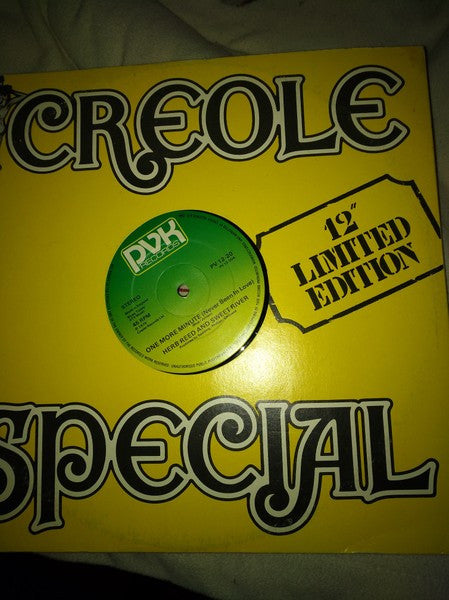 CREOLE
12"
LIMITED
EDITION
PVK
RECORDS
STEREO
PV 12 20
45 RPM
ONE MORE MINUTE (Never Been In Love)
HERB REED AND SWEET RIVER
SPECIAL